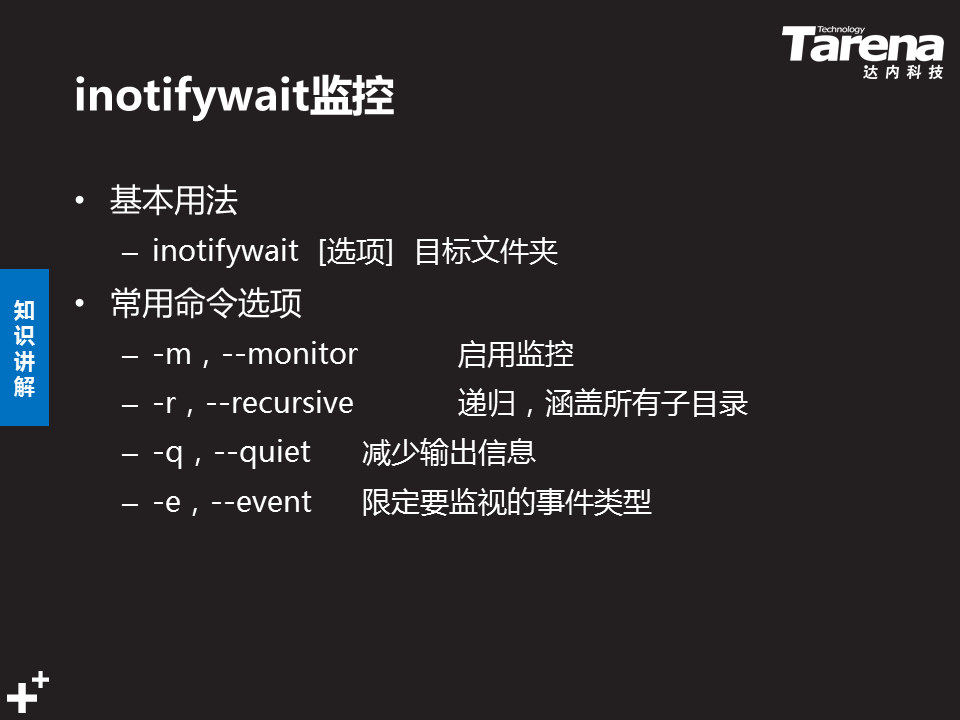 Technology
Tarena
达内科技
inotifywait监控
• 基本用法
– inotifywait [选项] 目标文件夹
• 常用命令选项
– -m，--monitor 启用监控
– -r，--recursive 递归，涵盖所有子目录
– -q，--quiet 减少输出信息
– -e，--event 限定要监视的事件类型
知识讲解